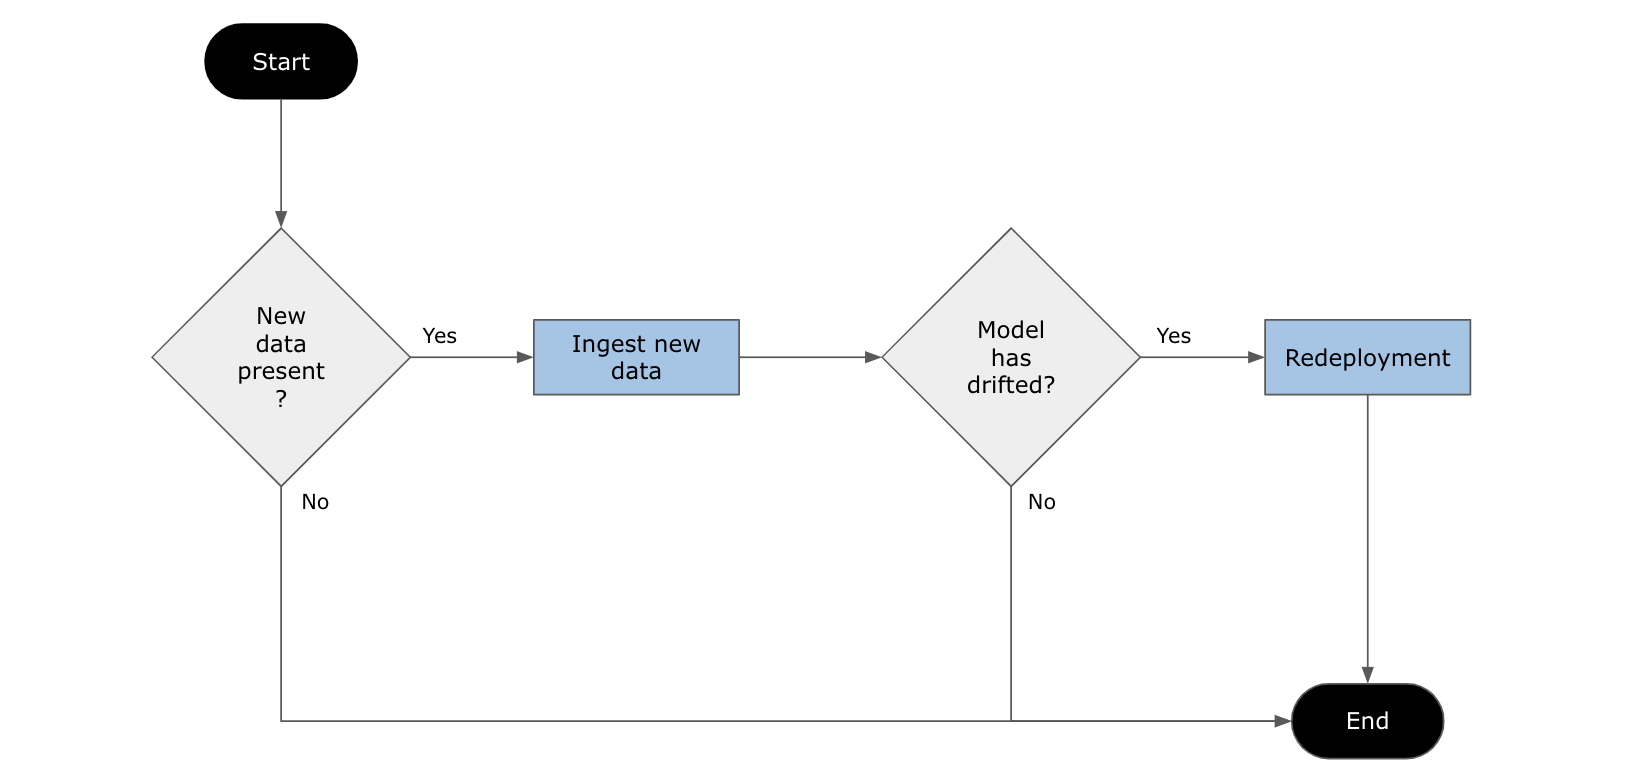 Start
New
data
present
?
Yes
Ingest new
data
Model
has
drifted?
Yes
Redeployment
No
No
End